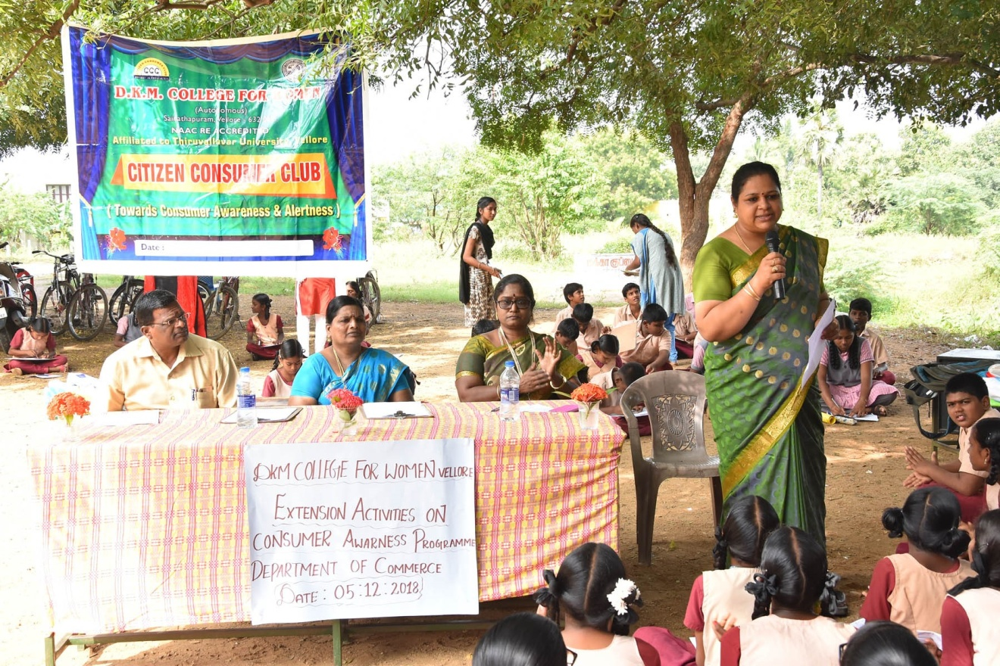 CCC
D.K.M. COLLEGE FOR WOMEN
(Autonomous)
Sainathapuram, Vellore - 632
NAAC RE ACCREDITED
Affiliated to Thiruvalluvar University, Vellore
CITIZEN CONSUMER CLUB
( Towards Consumer Awareness & Alertness )
Date :
DKM COLLEGE FOR WOMEN VELLORE
EXTENSION ACTIVITIES ON
CONSUMER AWARNESS PROGRAMME
DEPARTMENT OF COMMERCE
DATE : 05.12.2018